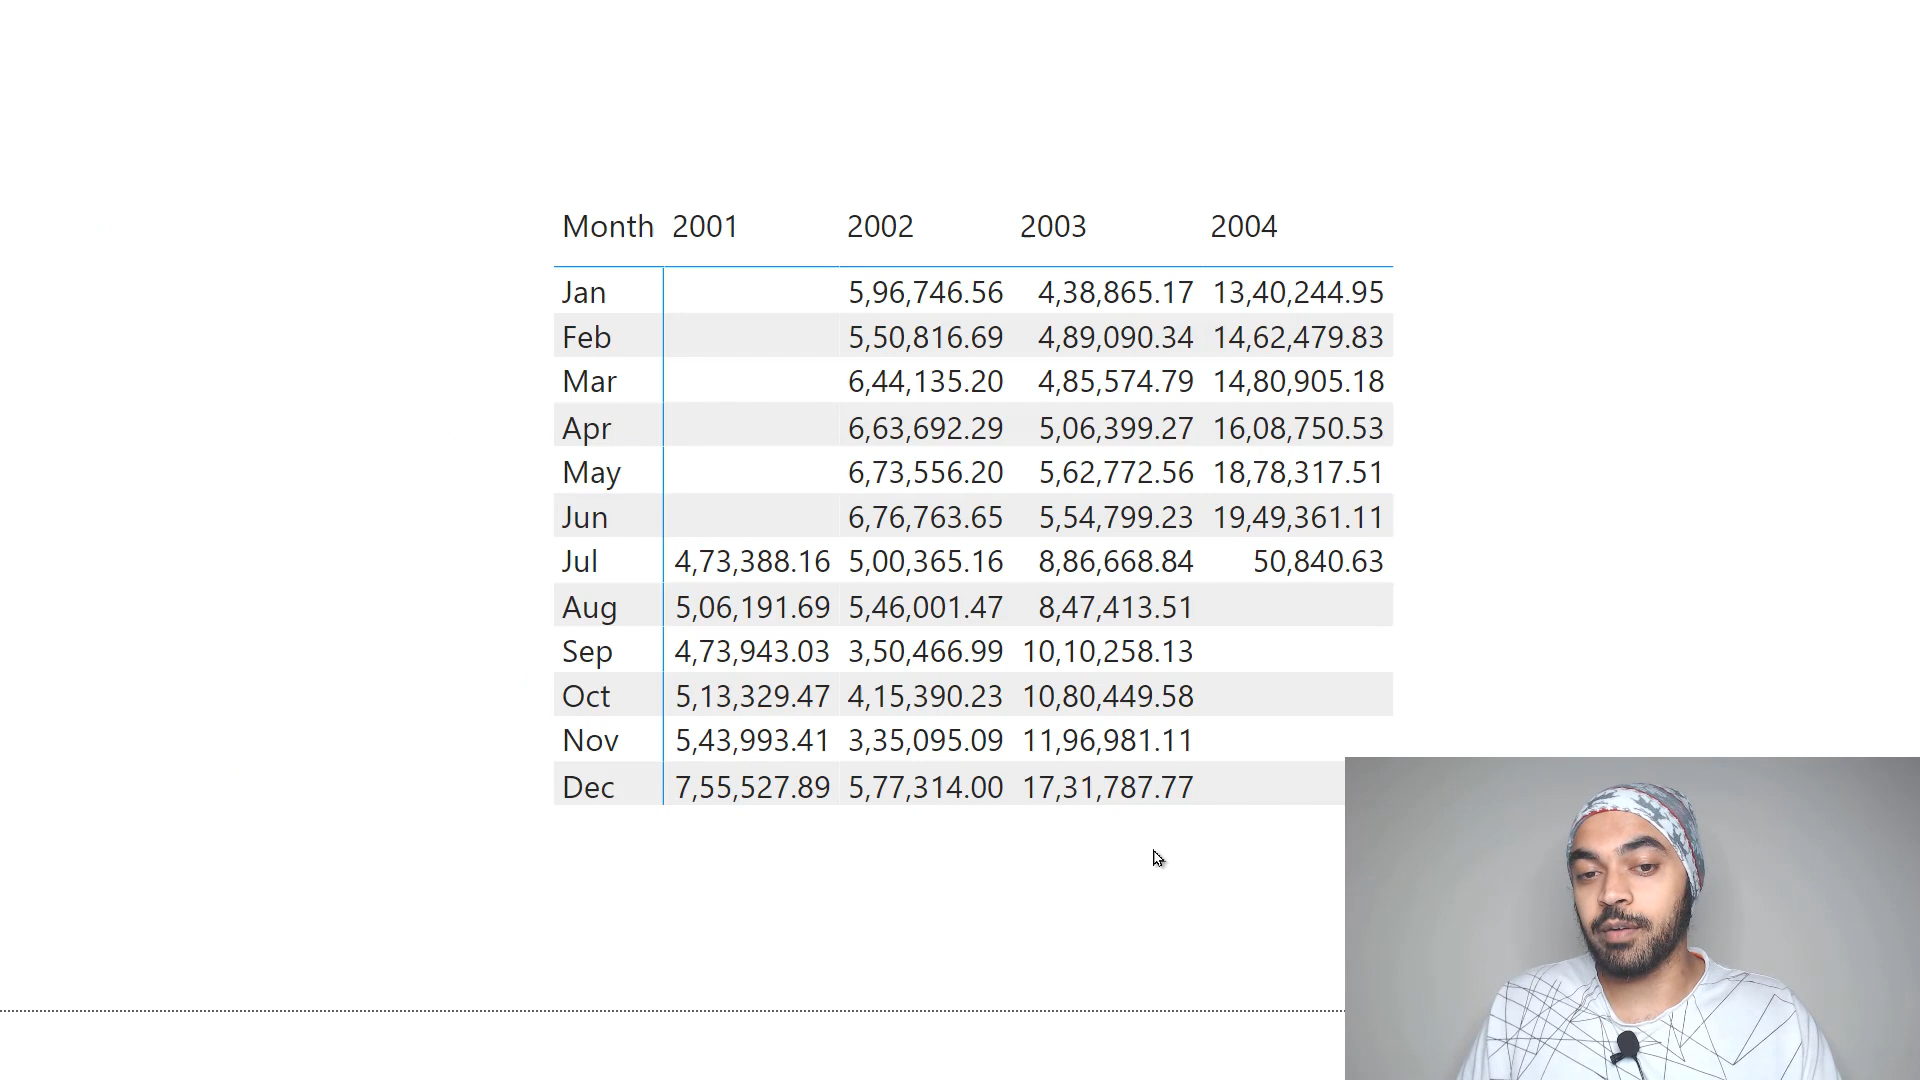 Month 2001 2002 2003 2004
Jan 5,96,746.56 4,38,865.17 13,40,244.95
Feb 5,50,816.69 4,89,090.34 14,62,479.83
Mar 6,44,135.20 4,85,574.79 14,80,905.18
Apr 6,63,692.29 5,06,399.27 16,08,750.53
May 6,73,556.20 5,62,772.56 18,78,317.51
Jun 6,76,763.65 5,54,799.23 19,49,361.11
Jul 4,73,388.16 5,00,365.16 8,86,668.84 50,840.63
Aug 5,06,191.69 5,46,001.47 8,47,413.51
Sep 4,73,943.03 3,50,466.99 10,10,258.13
Oct 5,13,329.47 4,15,390.23 10,80,449.58
Nov 5,43,993.41 3,35,095.09 11,96,981.11
Dec 7,55,527.89 5,77,314.00 17,31,787.77